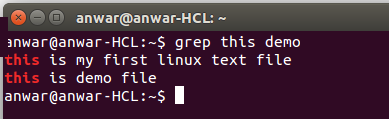 anwar@anwar-HCL: ~
anwar@anwar-HCL:~$ grep this demo
this is my first linux text file
this is demo file
anwar@anwar-HCL:~$